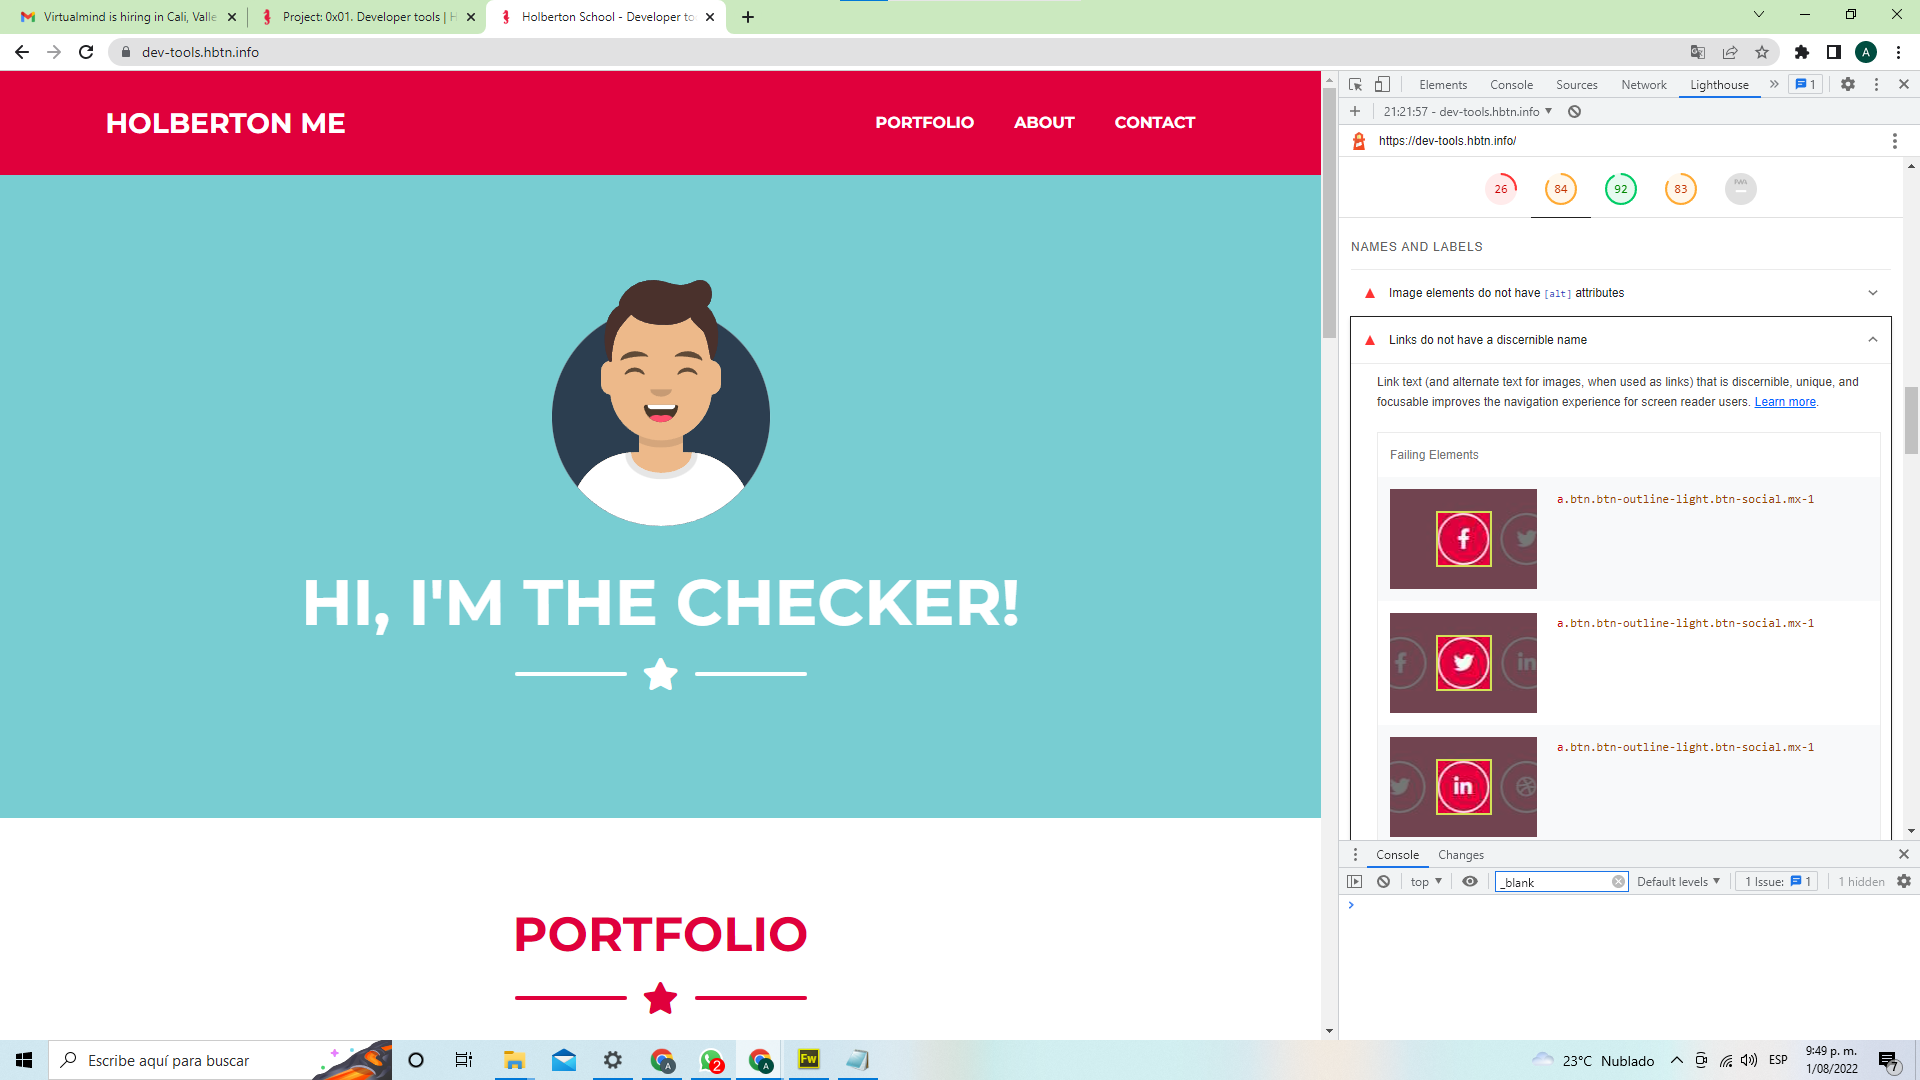 Virtualmind is hiring in Cali, Valle
Project: 0x01. Developer tools | H
Holberton School - Developer to
dev-tools.hbtn.info
A
HOLBERTON ME
PORTFOLIO
ABOUT
CONTACT
HI, I'M THE CHECKER!
PORTFOLIO
Elements
Console
Sources
Network
Lighthouse
1
21:21:57 - dev-tools.hbtn.info
https://dev-tools.hbtn.info/
26
84
92
83
PWA
NAMES AND LABELS
Image elements do not have [alt] attributes
Links do not have a discernible name
Link text (and alternate text for images, when used as links) that is discernible, unique, and
focusable improves the navigation experience for screen reader users. Learn more.
Failing Elements
a.btn.btn-outline-light.btn-social.mx-1
a.btn.btn-outline-light.btn-social.mx-1
in
a.btn.btn-outline-light.btn-social.mx-1
in
Console
Changes
top
_blank
Default levels
1 Issue: 1
1 hidden
Escribe aquí para buscar
A
2
A
Fw
23°C Nublado
ESP
9:49 p. m.
1/08/2022
7